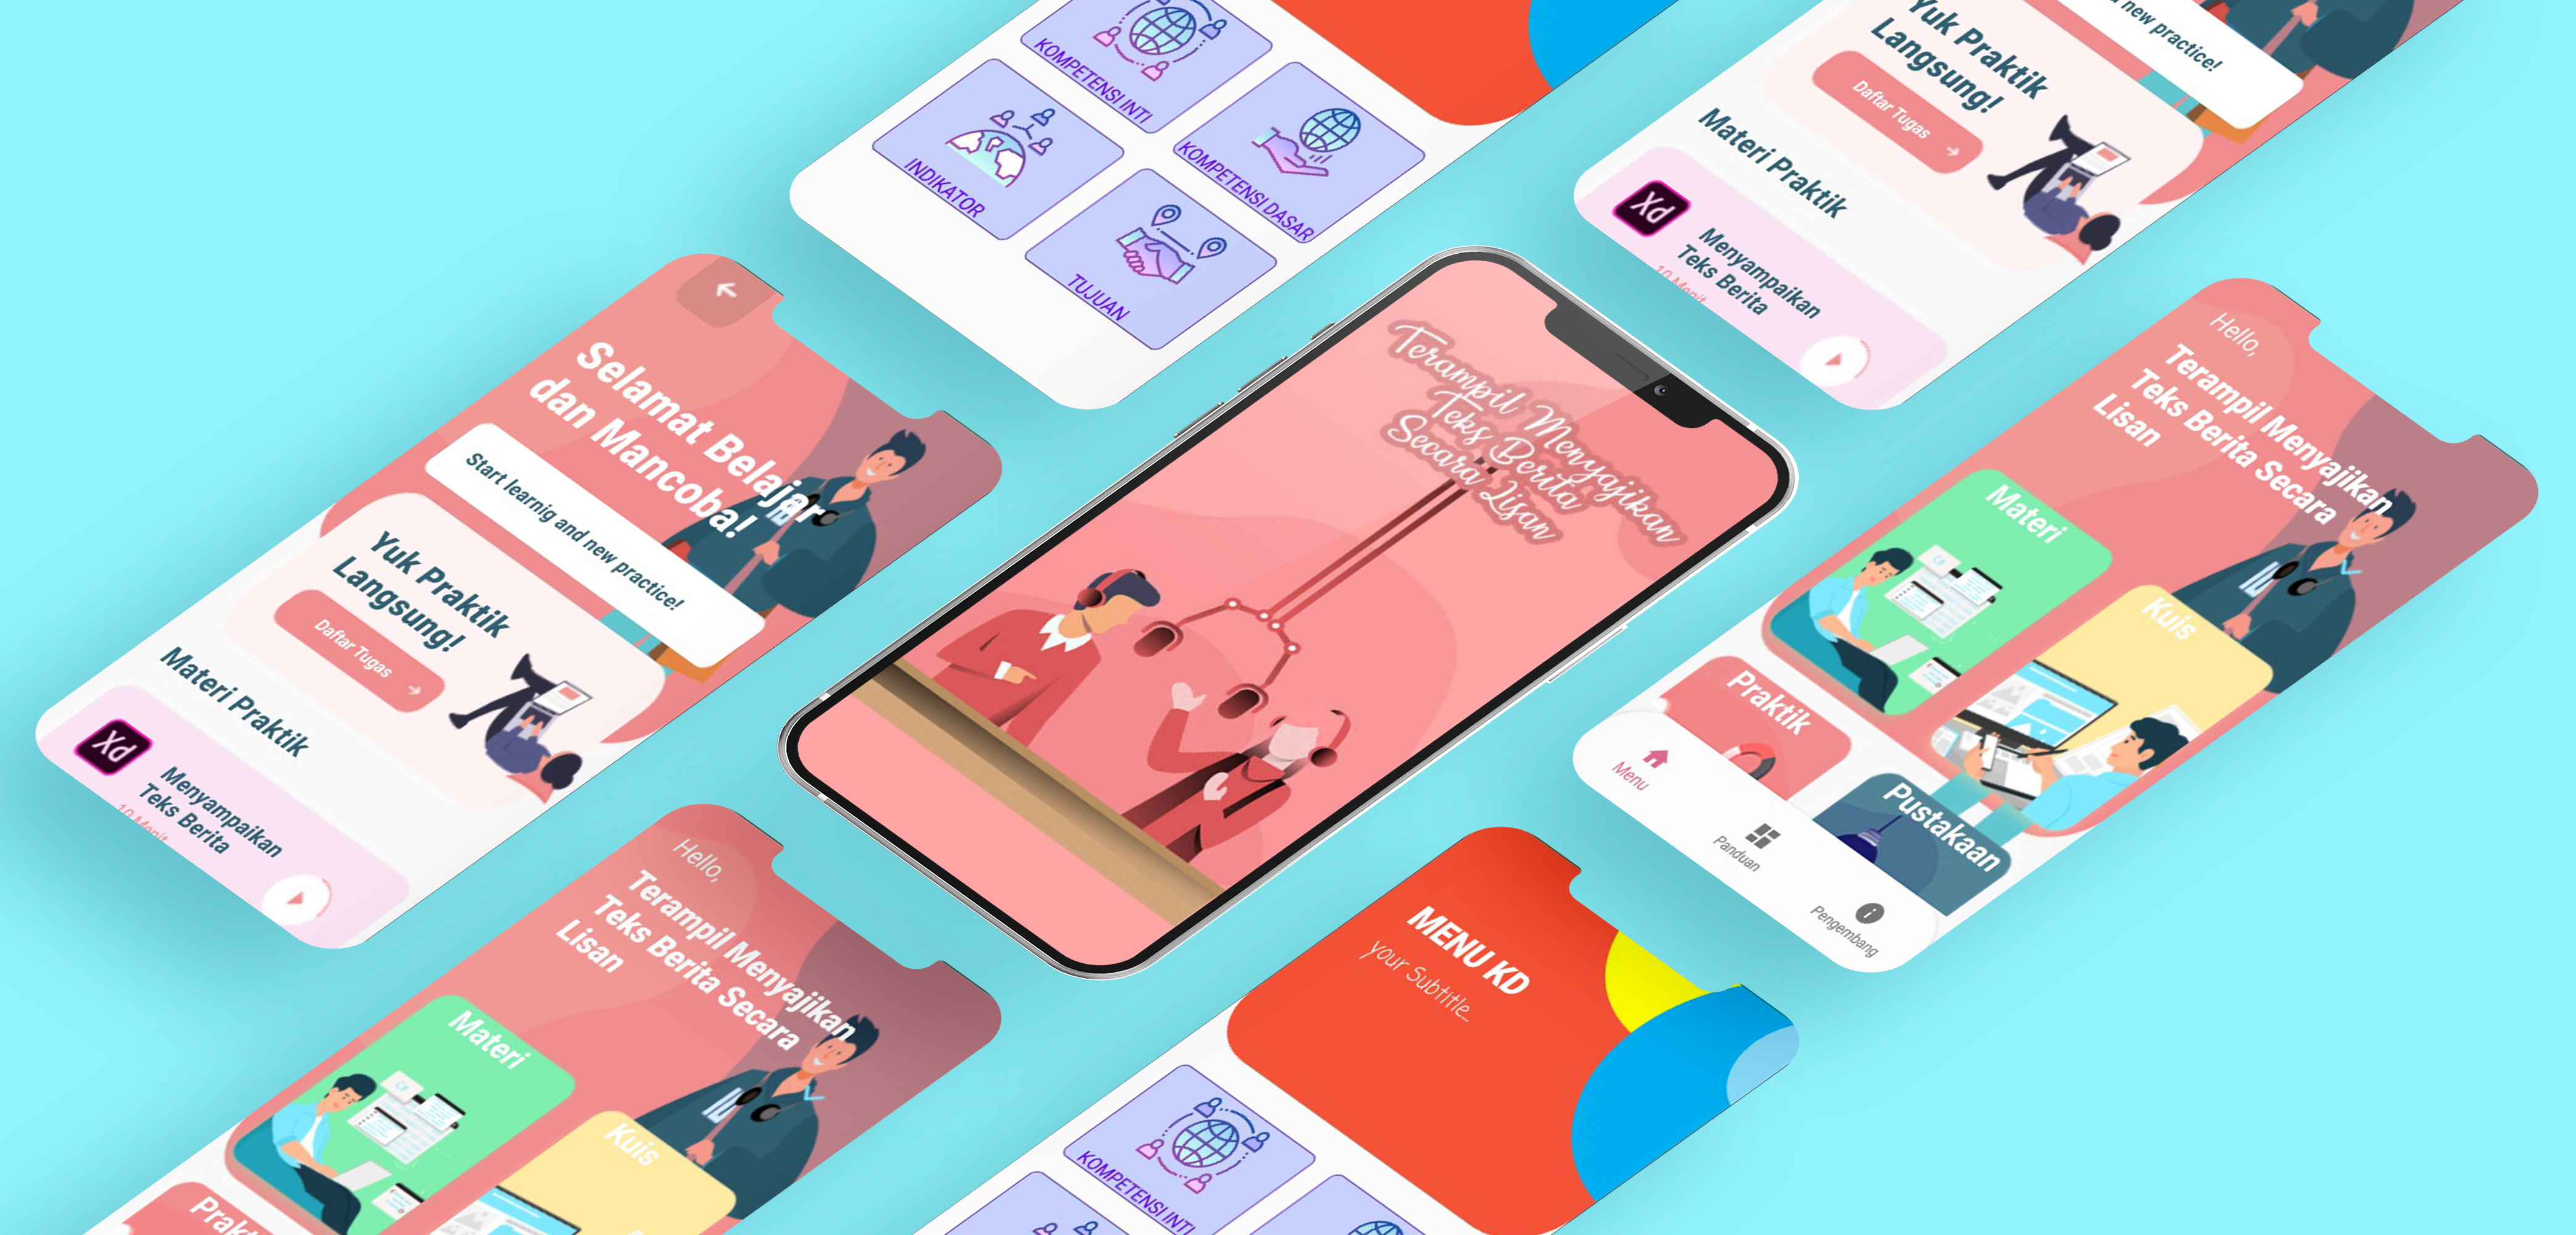 KOMPETENSI INTI
KOMPETENSI DASAR
INDIKATOR
TUJUAN
new practice!
Yuk Praktik
Langsung!
Daftar Tugas
Materi Praktik
Xd
Menyampaikan
Teks Berita
10 Menit
Selamat Belajar
dan Mancoba!
Start learnig and new practice!
Yuk Praktik
Langsung!
Daftar Tugas
Materi Praktik
Xd
Menyampaikan
Teks Berita
10 Menit
Terampil Menyajikan
Teks Berita
Secara Lisan
Hello,
Terampil Menyajikan
Teks Berita Secara
Lisan
Materi
Kuis
Praktik
Pustakaan
Menu
Panduan
Pengembang
Hello,
Terampil Menyajikan
Teks Berita Secara
Lisan
Materi
Kuis
MENU KD
your Subtitle...
KOMPETENSI INTI